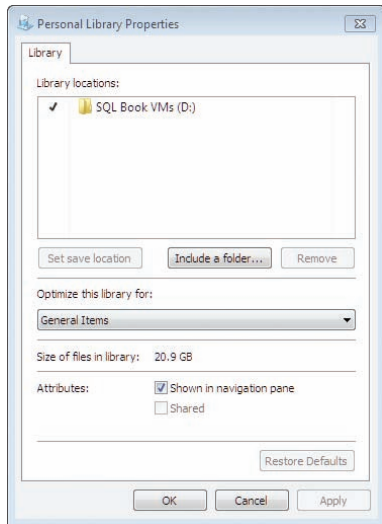 Personal Library Properties
Library
Library locations:
SQL Book VMs (D:)
Set save location Include a folder... Remove
Optimize this library for:
General Items
Size of files in library: 20.9 GB
Attributes: Shown in navigation pane
Shared
Restore Defaults
OK Cancel Apply